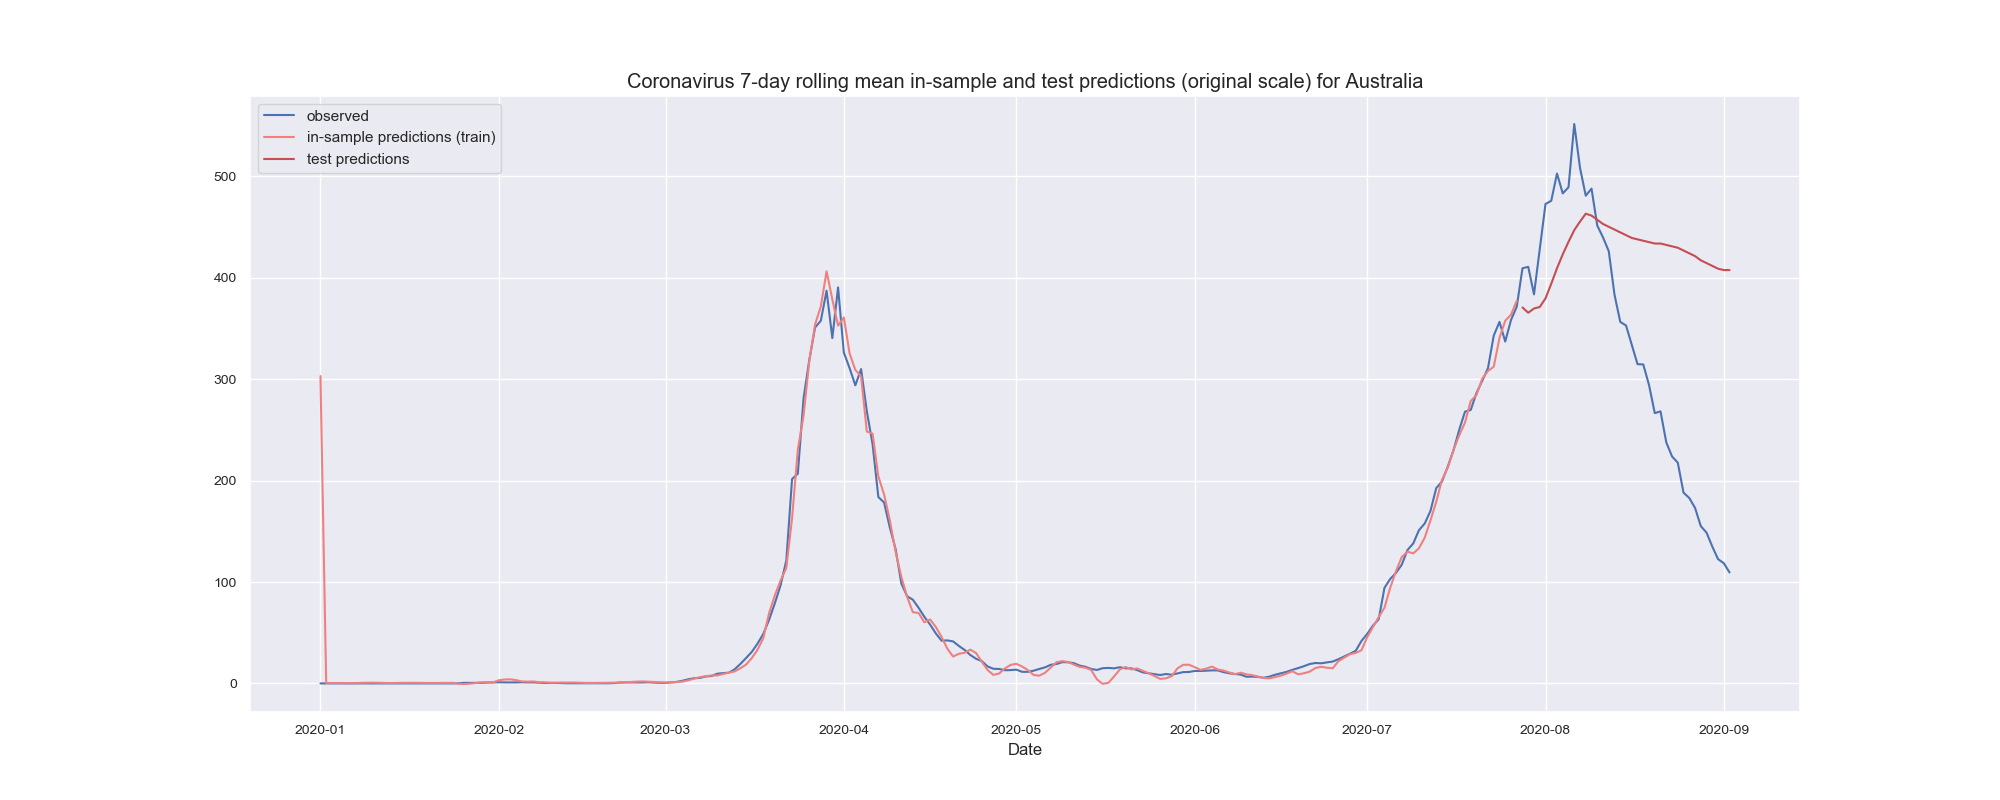 Coronavirus 7-day rolling mean in-sample and test predictions (original scale) for Australia
observed
in-sample predictions (train)
test predictions
500
400
300
200
100
0
2020-01 2020-02 2020-03 2020-04 2020-05 2020-06 2020-07 2020-08 2020-09
Date